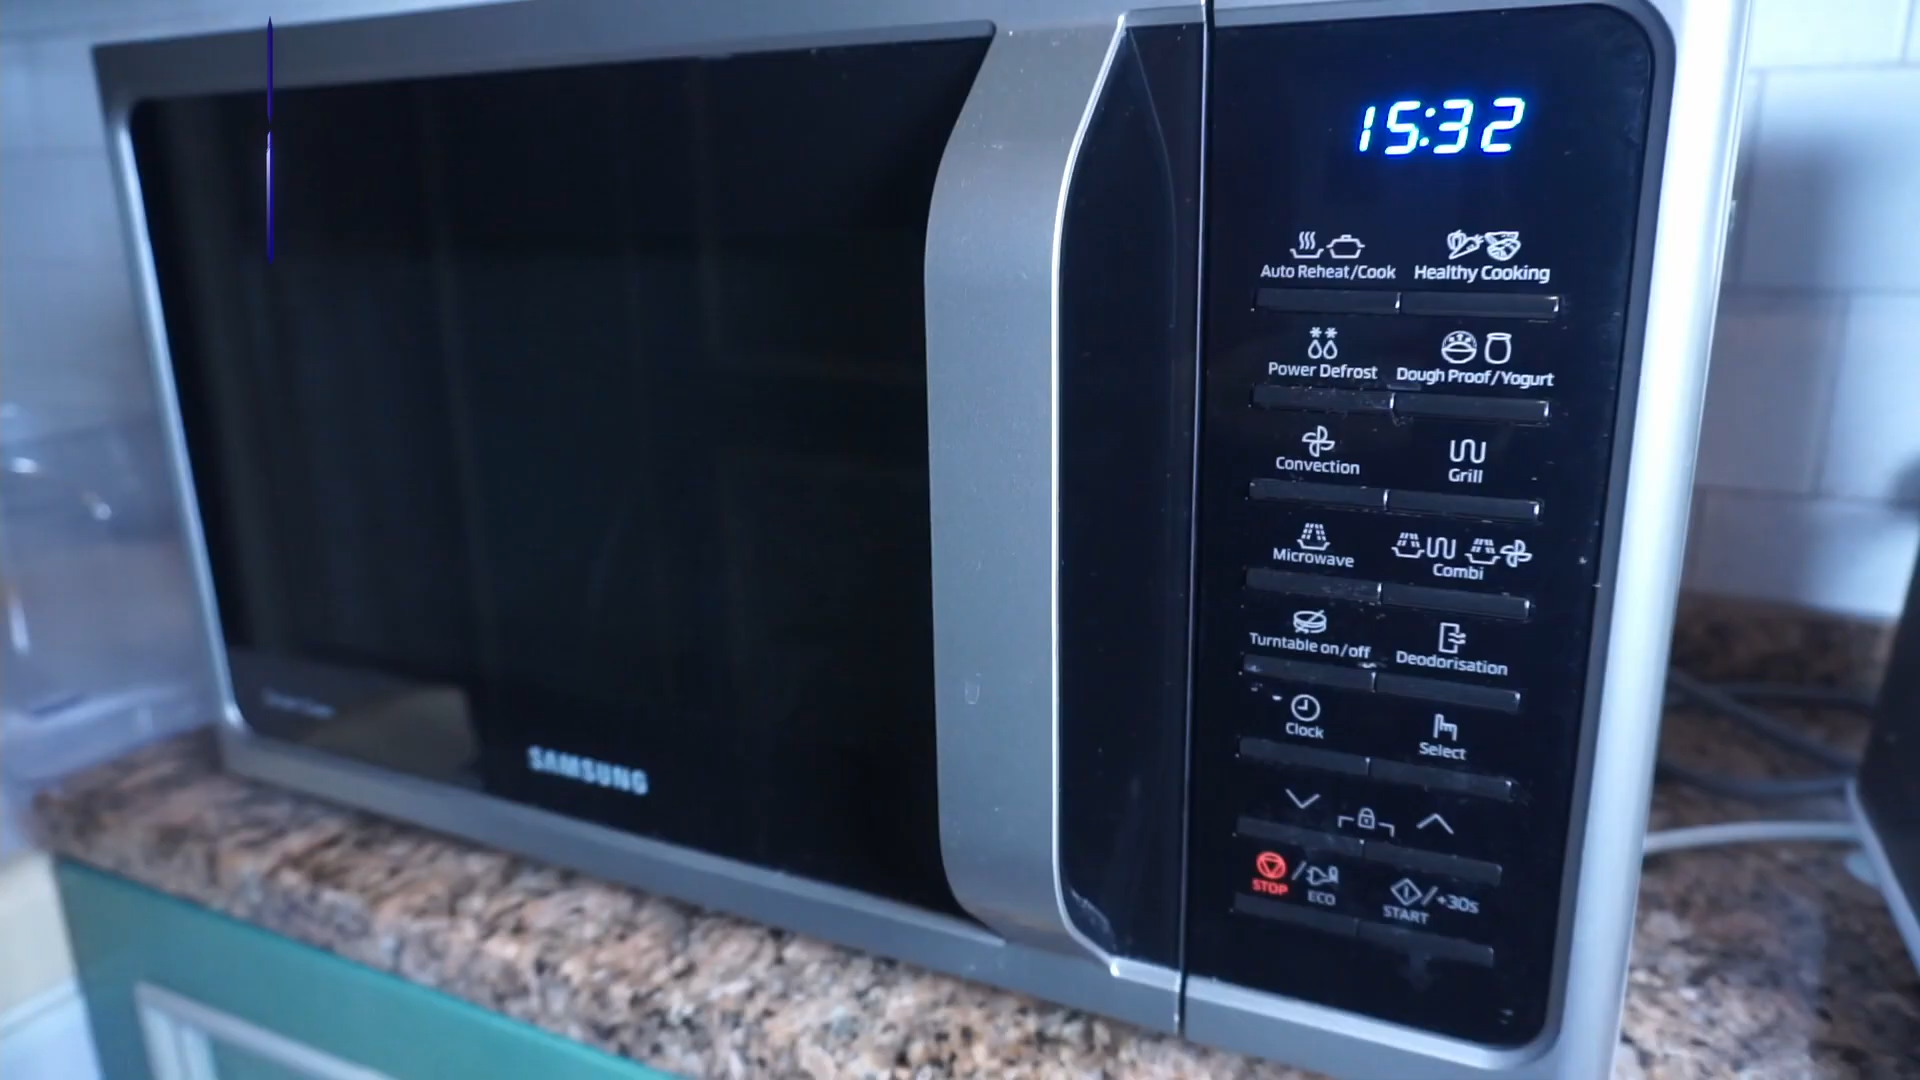 15:32
Auto Reheat/Cook Healthy Cooking
Power Defrost Dough Proof/Yogurt
Convection Grill
Microwave Combi
Turntable on/off Deodorisation
Clock Select
STOP / ECO START /+30s
SAMSUNG